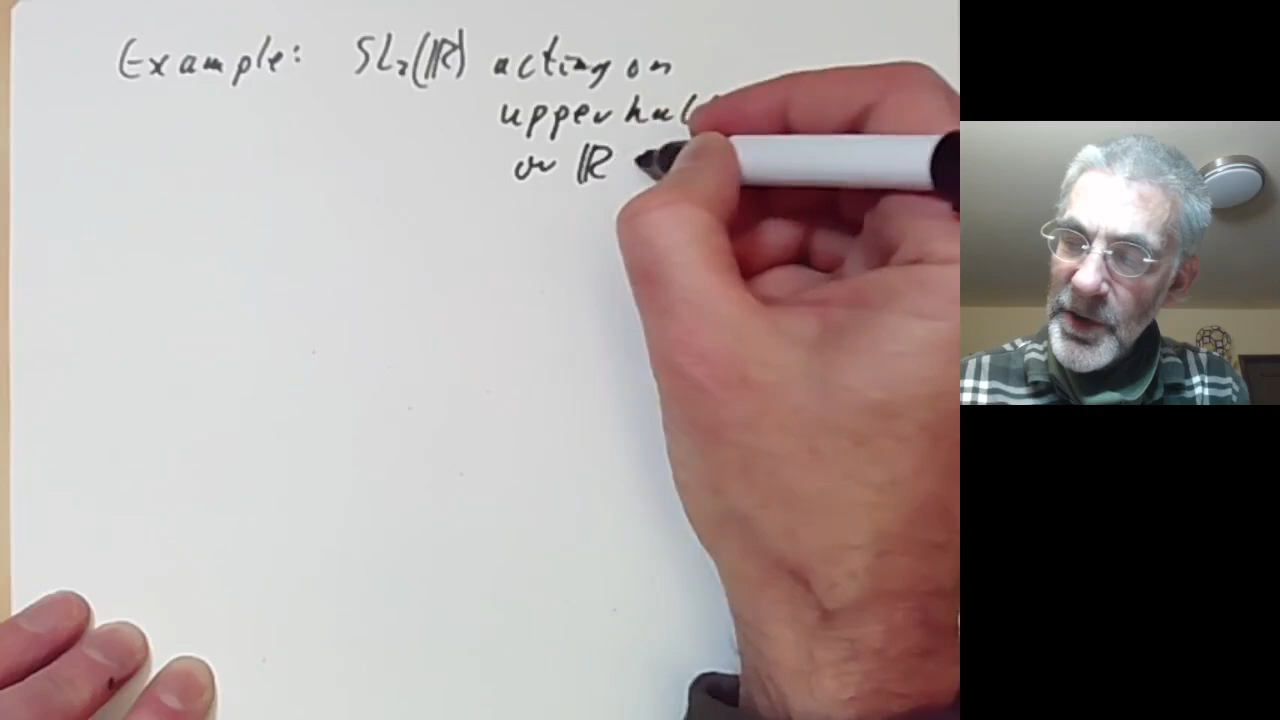 Example: SL₂(ℝ) acting on
upper hal
or ℝ